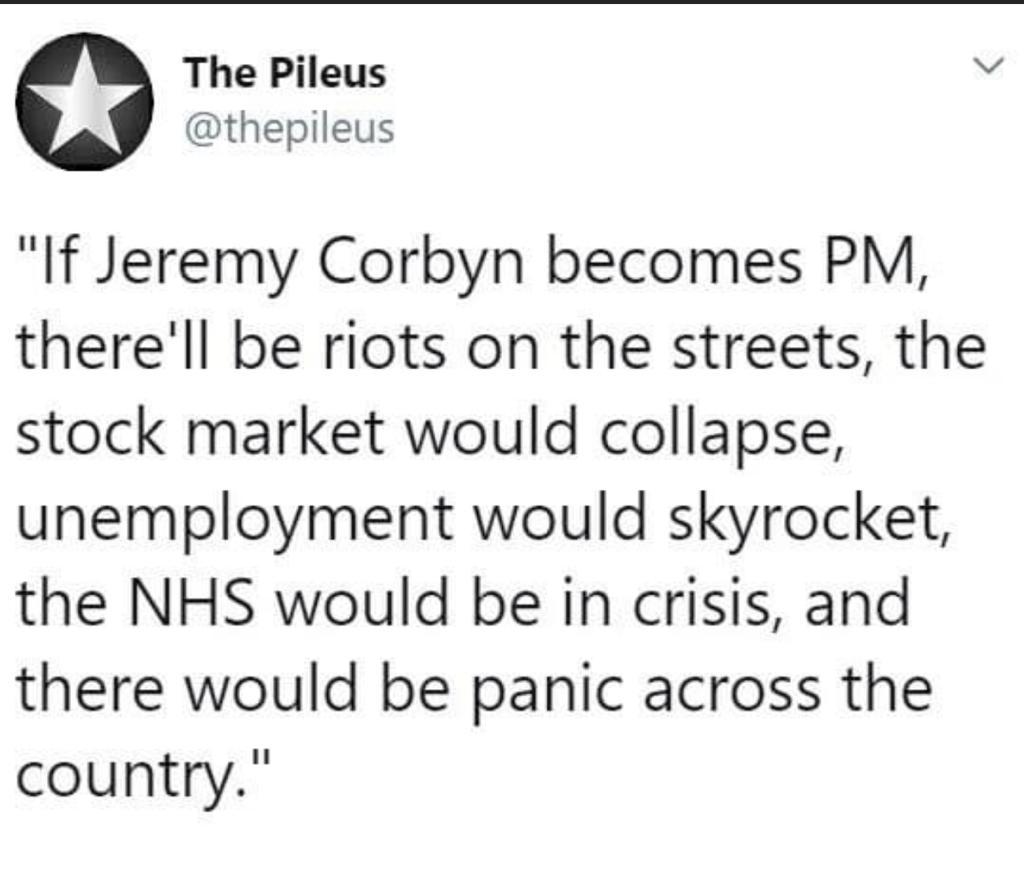 The Pileus
@thepileus
"If Jeremy Corbyn becomes PM,
there'll be riots on the streets, the
stock market would collapse,
unemployment would skyrocket,
the NHS would be in crisis, and
there would be panic across the
country."